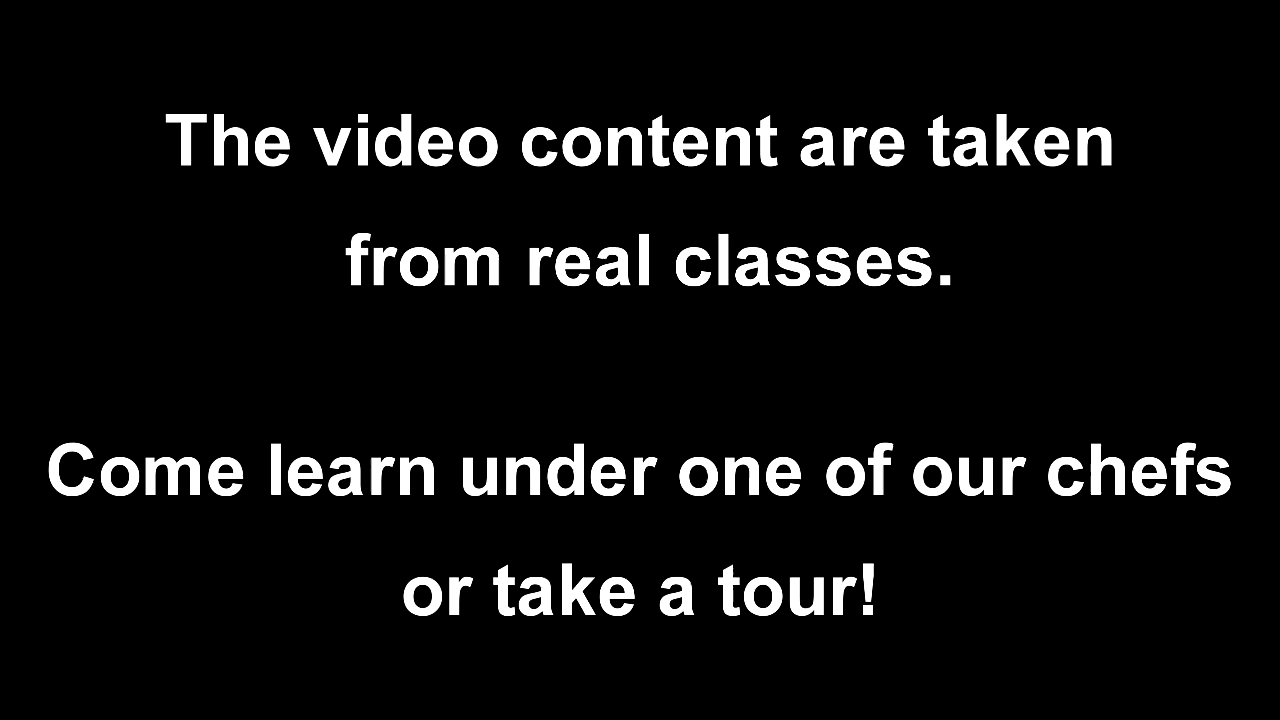 The video content are taken
from real classes.
Come learn under one of our chefs
or take a tour!